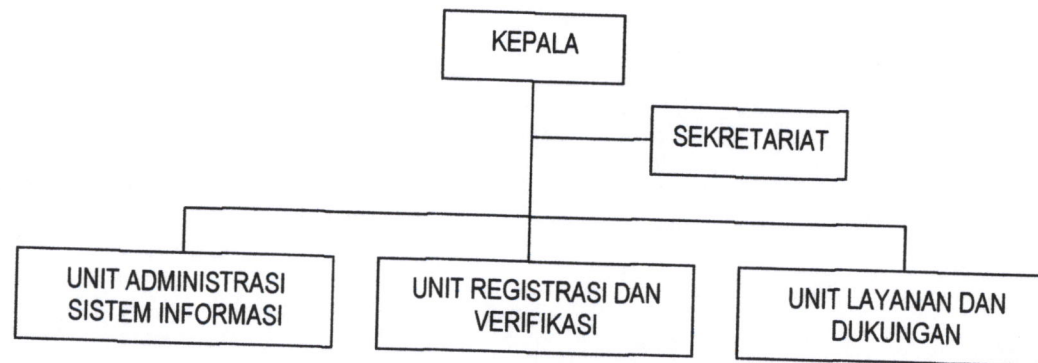 KEPALA
SEKRETARIAT
UNIT ADMINISTRASI
SISTEM INFORMASI
UNIT REGISTRASI DAN
VERIFIKASI
UNIT LAYANAN DAN
DUKUNGAN